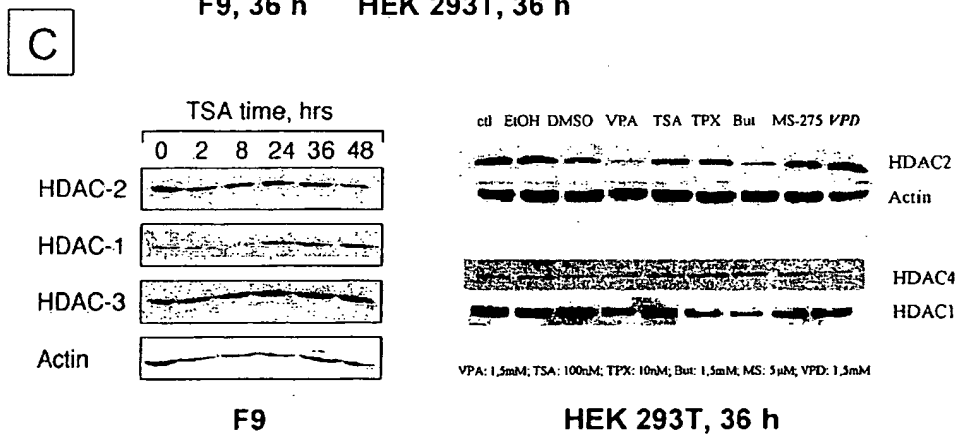 F9, 36 h HEK 293T, 36 h
C
TSA time, hrs
0 2 8 24 36 48
HDAC-2
HDAC-1
HDAC-3
Actin
F9
ctl EtOH DMSO VPA TSA TPX But MS-275 VPD
HDAC2
Actin
HDAC4
HDAC1
VPA: 1,5mM; TSA: 100nM; TPX: 10nM; But: 1,5mM; MS: 5µM; VPD: 1,5mM
HEK 293T, 36 h